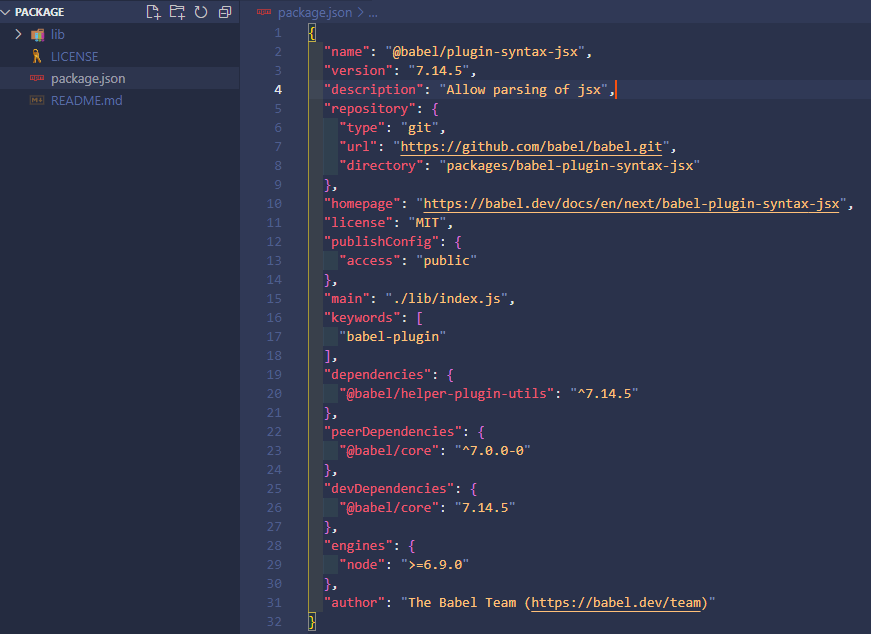 PACKAGE
lib
LICENSE
package.json
README.md
package.json > ...
1 {
2 "name": "@babel/plugin-syntax-jsx",
3 "version": "7.14.5",
4 "description": "Allow parsing of jsx",
5 "repository": {
6 "type": "git",
7 "url": "https://github.com/babel/babel.git",
8 "directory": "packages/babel-plugin-syntax-jsx"
9 },
10 "homepage": "https://babel.dev/docs/en/next/babel-plugin-syntax-jsx",
11 "license": "MIT",
12 "publishConfig": {
13 "access": "public"
14 },
15 "main": "./lib/index.js",
16 "keywords": [
17 "babel-plugin"
18 ],
19 "dependencies": {
20 "@babel/helper-plugin-utils": "^7.14.5"
21 },
22 "peerDependencies": {
23 "@babel/core": "^7.0.0-0"
24 },
25 "devDependencies": {
26 "@babel/core": "7.14.5"
27 },
28 "engines": {
29 "node": ">=6.9.0"
30 },
31 "author": "The Babel Team (https://babel.dev/team)"
32 }